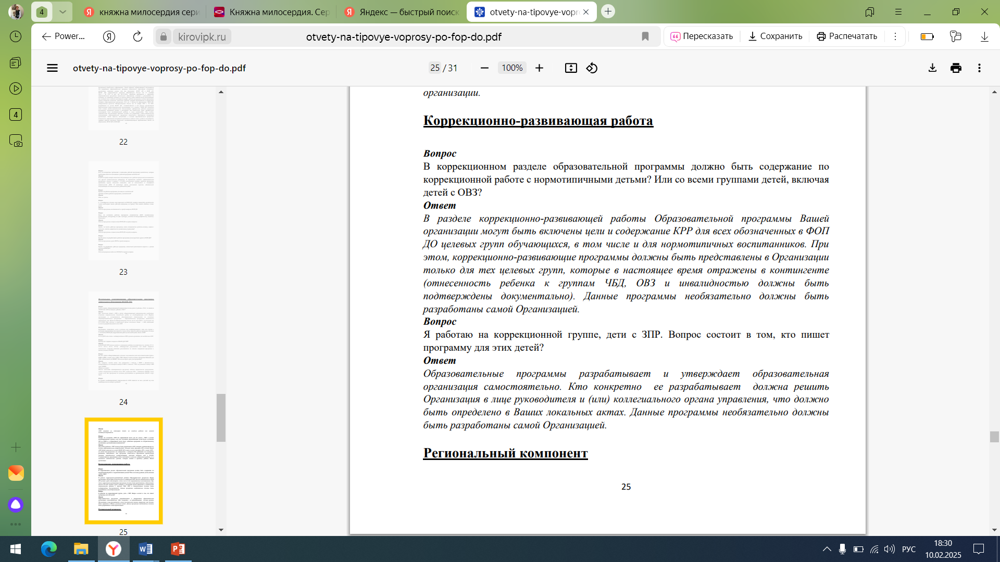 4
княжна милосердия сери
Княжна милосердия. Сер
Яндекс — быстрый поиск
otvety-na-tipovye-vopro
Power...
kirovipk.ru
otvety-na-tipovye-voprosy-po-fop-do.pdf
Пересказать
Сохранить
Распечатать
otvety-na-tipovye-voprosy-po-fop-do.pdf
25 / 31
100%
4
22
23
24
25
организации.
Коррекционно-развивающая работа
Вопрос
В коррекционном разделе образовательной программы должно быть содержание по
коррекционной работе с нормотипичными детьми? Или со всеми группами детей, включая
детей с ОВЗ?
Ответ
В разделе коррекционно-развивающей работы Образовательной программы Вашей
организации могут быть включены цели и содержание КРР для всех обозначенных в ФОП
ДО целевых групп обучающихся, в том числе и для нормотипичных воспитанников. При
этом, коррекционно-развивающие программы должны быть представлены в Организации
только для тех целевых групп, которые в настоящее время отражены в контингенте
(отнесенность ребенка к группам ЧБД, ОВЗ и инвалидностью должны быть
подтверждены документально). Данные программы необязательно должны быть
разработаны самой Организацией.
Вопрос
Я работаю на коррекционной группе, дети с ЗПР. Вопрос состоит в том, кто пишет
программу для этих детей?
Ответ
Образовательные программы разрабатывает и утверждает образовательная
организация самостоятельно. Кто конкретно ее разрабатывает должна решить
Организация в лице руководителя и (или) коллегиального органа управления, что должно
быть определено в Ваших локальных актах. Данные программы необязательно должны
быть разработаны самой Организацией.
Региональный компонент
25
РУС
18:30
10.02.2025